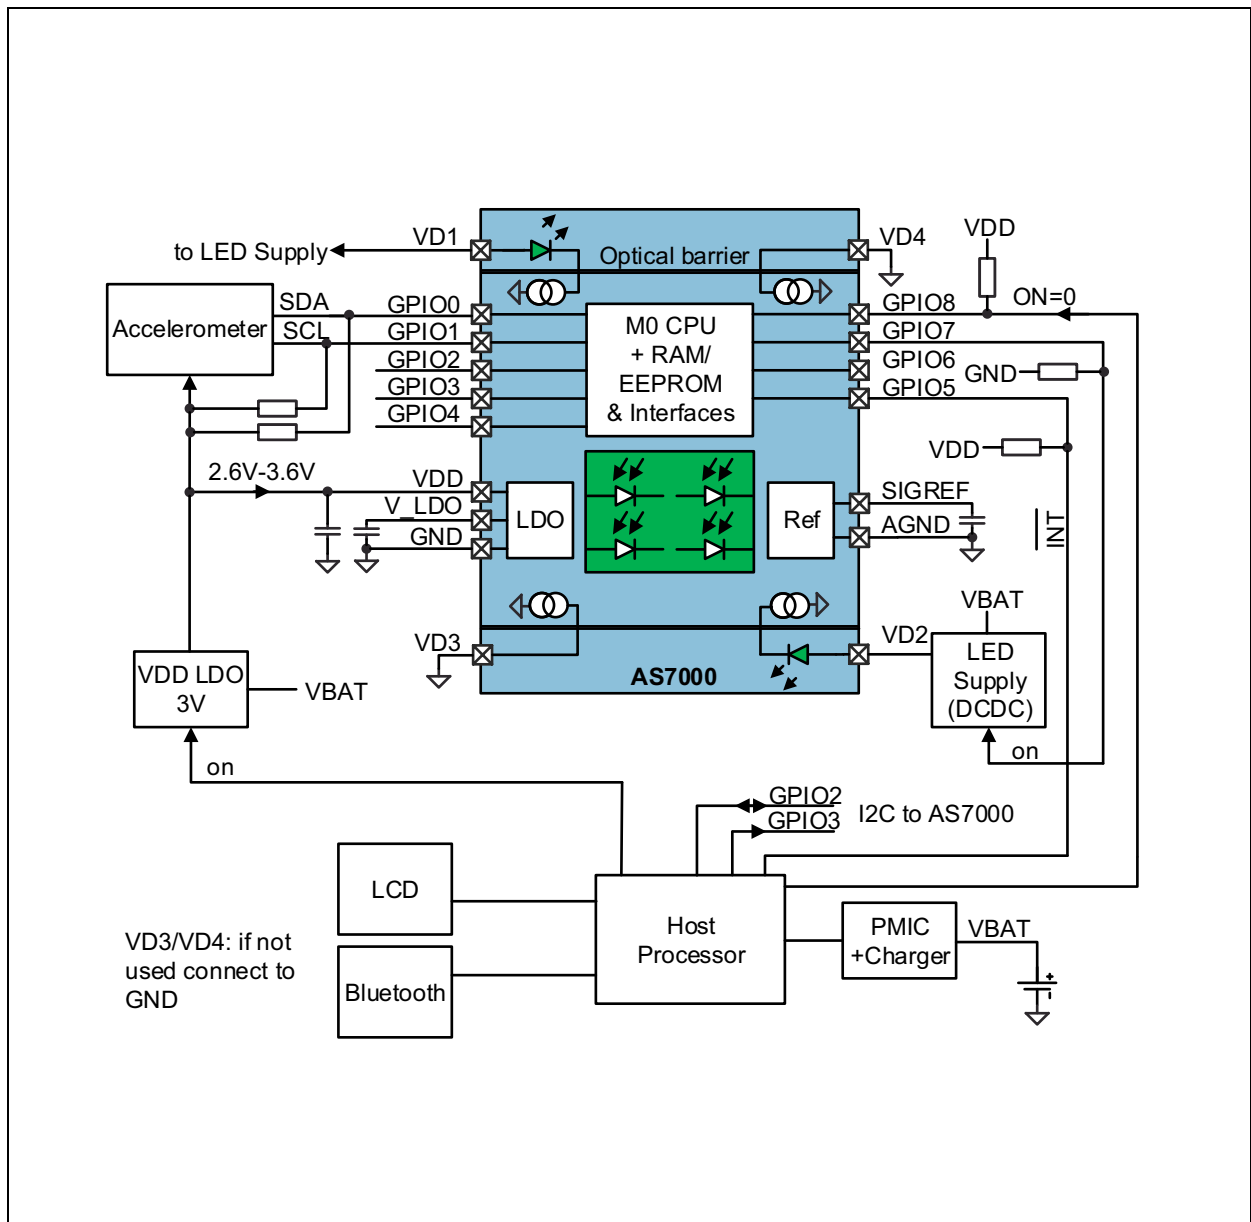 VD1
to LED Supply
Optical barrier
VD4
VDD
SDA
GPIO0
GPIO8
ON=0
Accelerometer
SCL
GPIO1
M0 CPU
+ RAM/
EEPROM
& Interfaces
GPIO7
GPIO2
GPIO6
GND
GPIO3
GPIO5
GPIO4
VDD
2.6V-3.6V
VDD
V_LDO
GND
LDO
Ref
SIGREF
AGND
INT
VBAT
VD3
VD2
AS7000
LED
Supply
(DCDC)
VDD LDO
3V
VBAT
on
on
GPIO2
GPIO3
I2C to AS7000
LCD
Bluetooth
Host
Processor
PMIC
+Charger
VBAT
+
-
VD3/VD4: if not
used connect to
GND